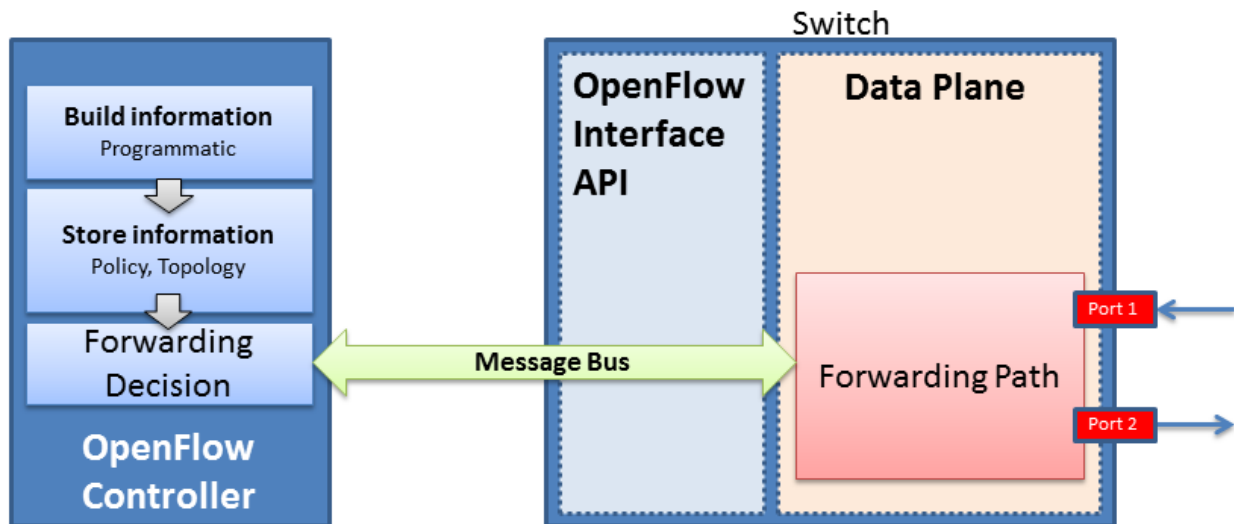 Switch
Build information
Programmatic
Store information
Policy, Topology
Forwarding
Decision
OpenFlow
Controller
Message Bus
OpenFlow
Interface
API
Data Plane
Forwarding Path
Port 1
Port 2